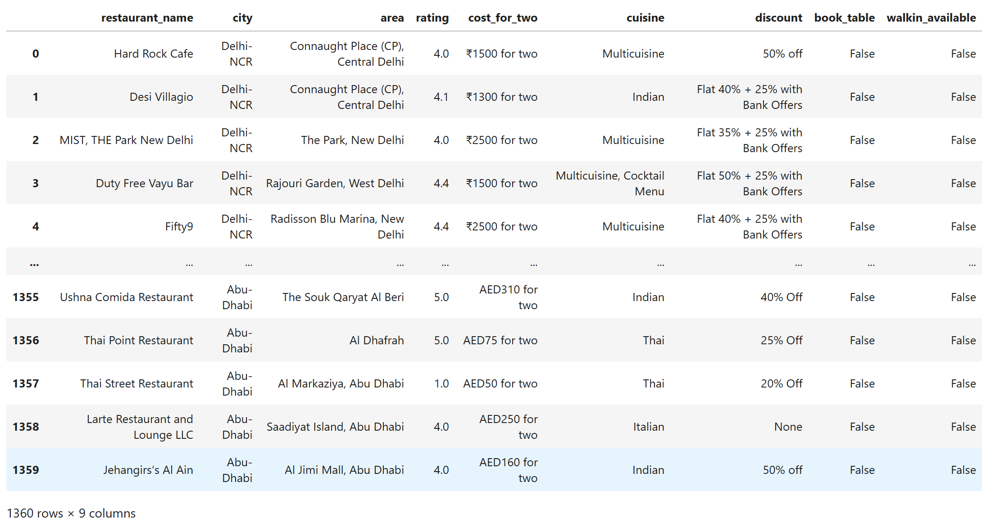 restaurant_name city area rating cost_for_two cuisine discount book_table walkin_available
0 Hard Rock Cafe Delhi-NCR Connaught Place (CP), Central Delhi 4.0 ₹1500 for two Multicuisine 50% off False False
1 Desi Villagio Delhi-NCR Connaught Place (CP), Central Delhi 4.1 ₹1300 for two Indian Flat 40% + 25% with Bank Offers False False
2 MIST, THE Park New Delhi Delhi-NCR The Park, New Delhi 4.0 ₹2500 for two Multicuisine Flat 35% + 25% with Bank Offers False False
3 Duty Free Vayu Bar Delhi-NCR Rajouri Garden, West Delhi 4.4 ₹1500 for two Multicuisine, Cocktail Menu Flat 50% + 25% with Bank Offers False False
4 Fifty9 Delhi-NCR Radisson Blu Marina, New Delhi 4.4 ₹2500 for two Multicuisine Flat 40% + 25% with Bank Offers False False
... ... ... ... ... ... ... ... ... ...
1355 Ushna Comida Restaurant Abu-Dhabi The Souk Qaryat Al Beri 5.0 AED310 for two Indian 40% Off False False
1356 Thai Point Restaurant Abu-Dhabi Al Dhafrah 5.0 AED75 for two Thai 25% Off False False
1357 Thai Street Restaurant Abu-Dhabi Al Markaziya, Abu Dhabi 1.0 AED50 for two Thai 20% Off False False
1358 Larte Restaurant and Lounge LLC Abu-Dhabi Saadiyat Island, Abu Dhabi 4.0 AED250 for two Italian None False False
1359 Jehangirs’s Al Ain Abu-Dhabi Al Jimi Mall, Abu Dhabi 4.0 AED160 for two Indian 50% off False False
1360 rows × 9 columns